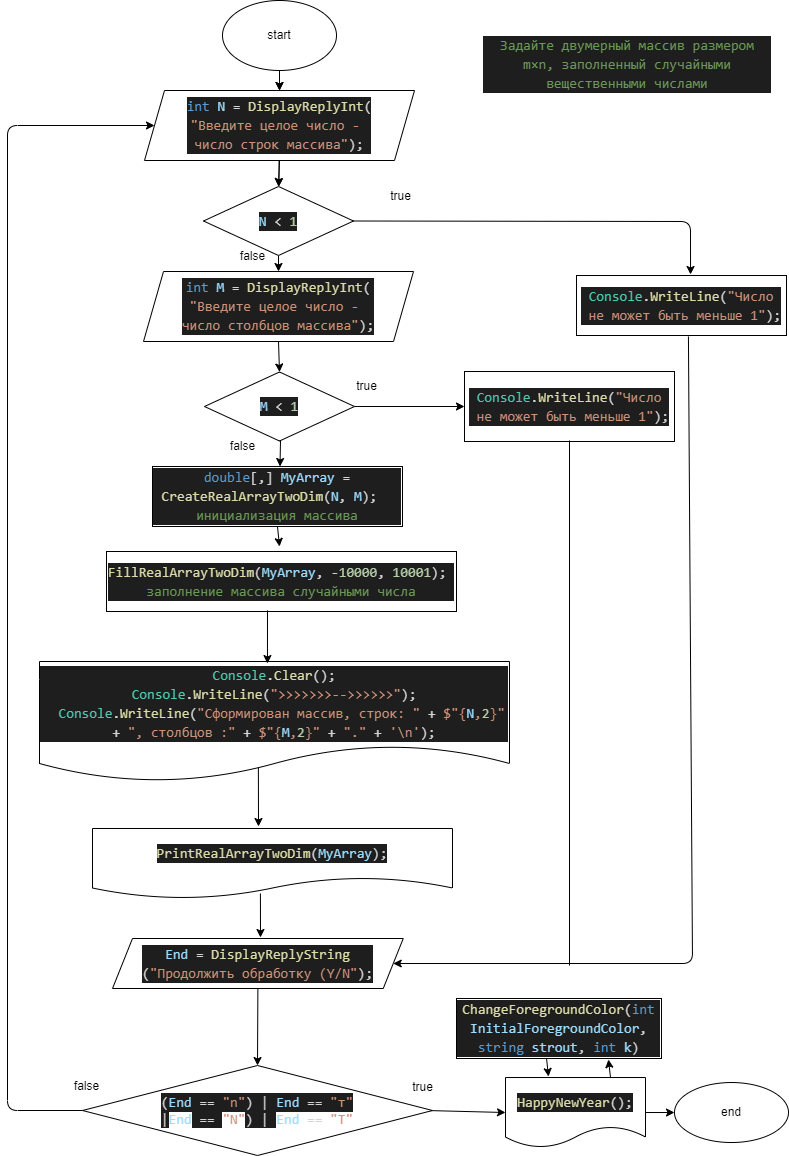 start
Задайте двумерный массив размером
m×n, заполненный случайными
вещественными числами
int N = DisplayReplyInt(
"Введите целое число -
число строк массива");
true
N < 1
false
int M = DisplayReplyInt(
"Введите целое число -
число столбцов массива");
Console.WriteLine("Число
не может быть меньше 1");
true
Console.WriteLine("Число
не может быть меньше 1");
M < 1
false
double[,] MyArray =
CreateRealArrayTwoDim(N, M);
инициализация массива
FillRealArrayTwoDim(MyArray, -10000, 10001);
заполнение массива случайными числа
Console.Clear();
Console.WriteLine(">>>>>>>-->>>>>>");
Console.WriteLine("Сформирован массив, строк: " + $"{N,2}"
+ ", столбцов :" + $"{M,2}" + "." + '\n');
PrintRealArrayTwoDim(MyArray);
End = DisplayReplyString
("Продолжить обработку (Y/N");
ChangeForegroundColor(int
InitialForegroundColor,
string strout, int k)
false
true
(End == "n") | End == "т"
|End == "N") | End == "Т"
HappyNewYear();
end